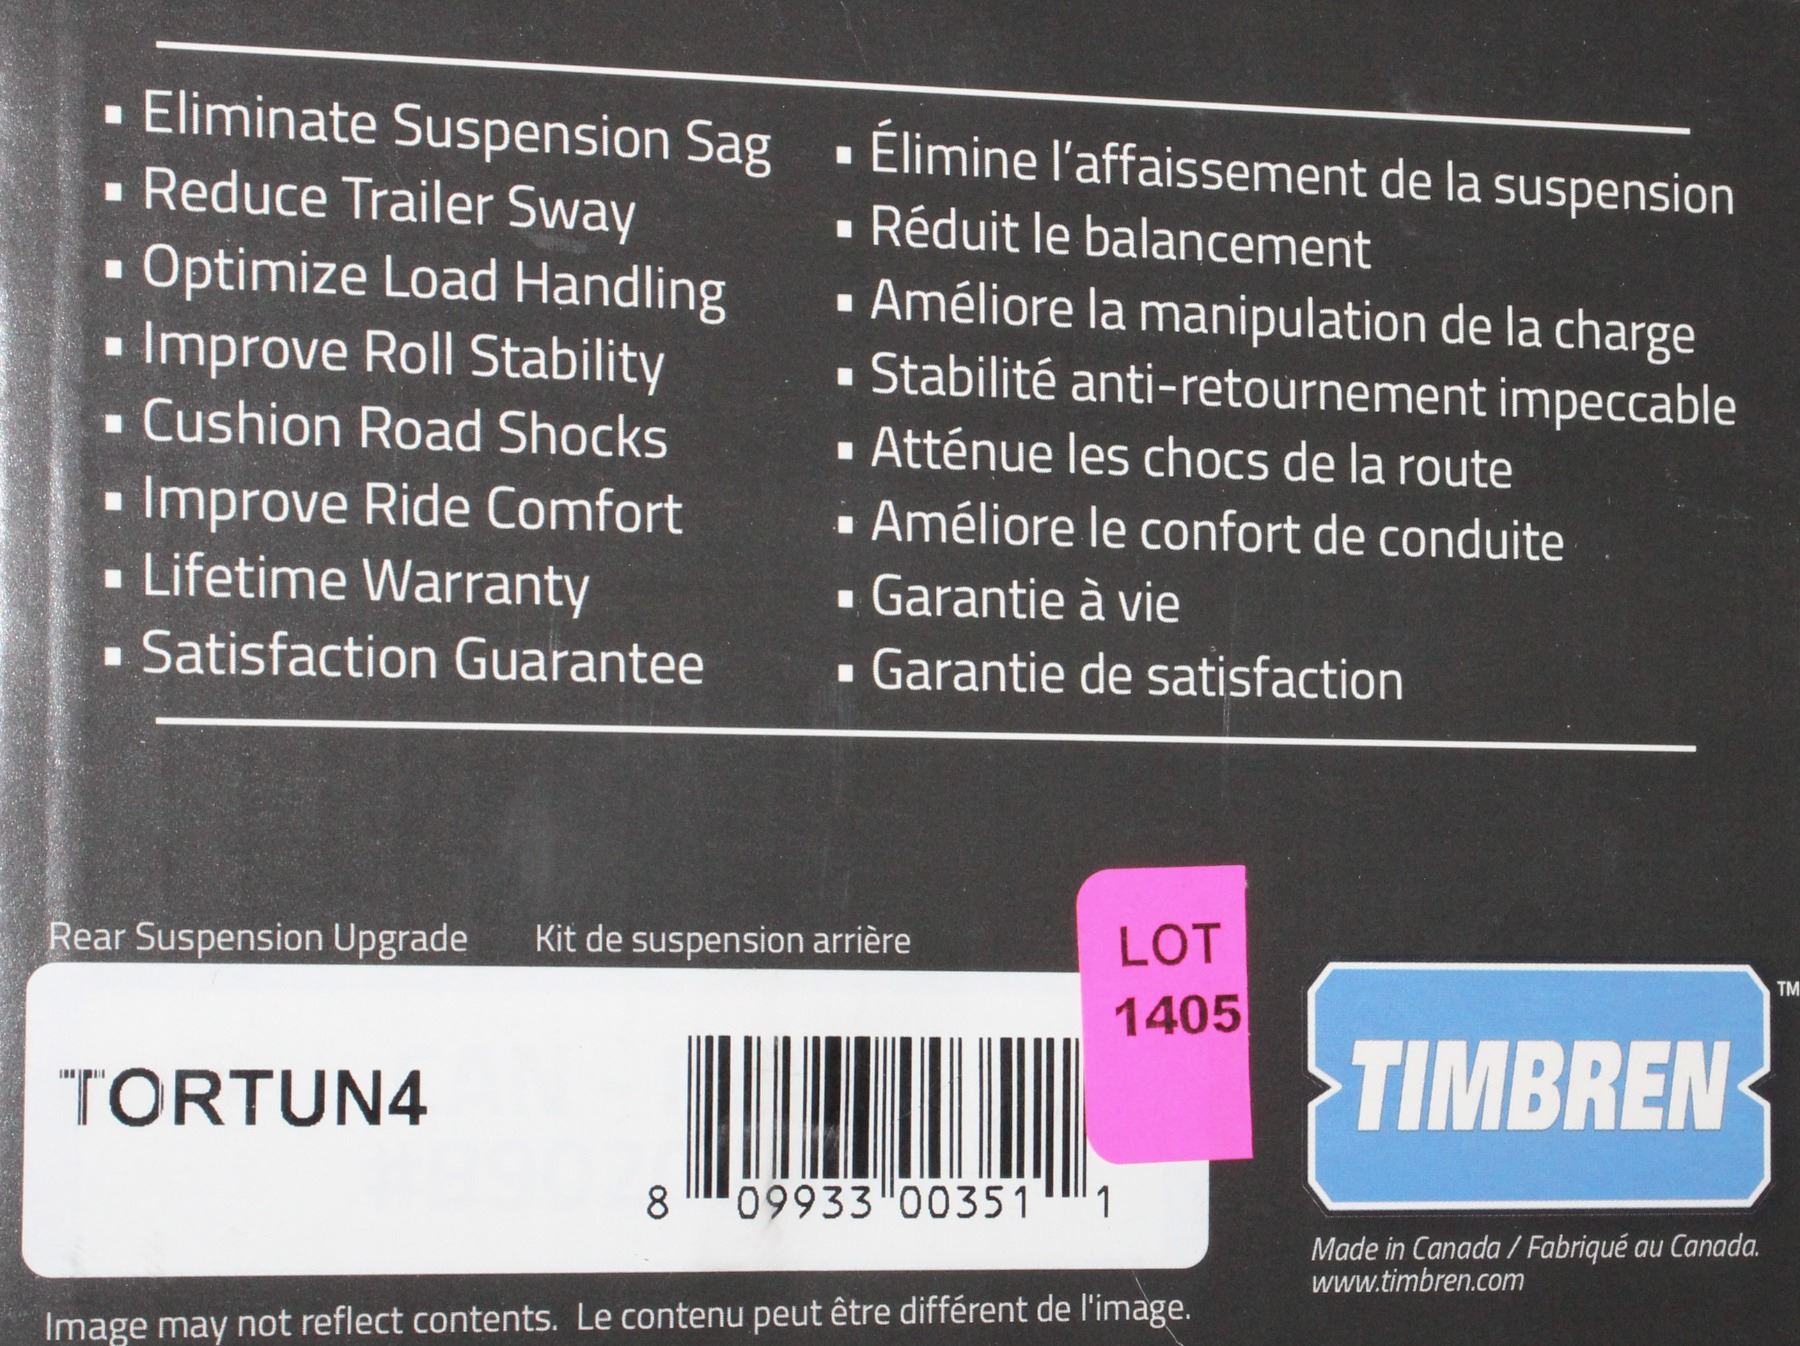 ▪ Eliminate Suspension Sag
▪ Reduce Trailer Sway
▪ Optimize Load Handling
▪ Improve Roll Stability
▪ Cushion Road Shocks
▪ Improve Ride Comfort
▪ Lifetime Warranty
▪ Satisfaction Guarantee
▪ Élimine l'affaissement de la suspension
▪ Réduit le balancement
▪ Améliore la manipulation de la charge
▪ Stabilité anti-retournement impeccable
▪ Atténue les chocs de la route
▪ Améliore le confort de conduite
▪ Garantie à vie
▪ Garantie de satisfaction
Rear Suspension Upgrade
Kit de suspension arrière
TORTUN4
8 09933 00351 1
LOT
1405
TIMBREN™
Made in Canada / Fabriqué au Canada.
www.timbren.com
Image may not reflect contents. Le contenu peut être différent de l'image.